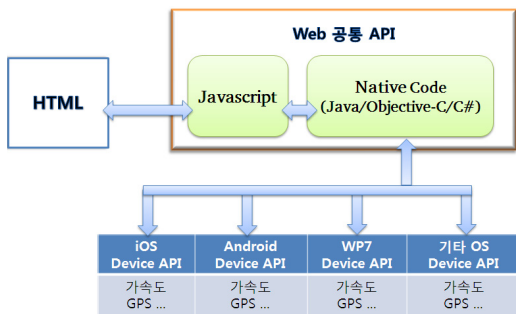 Web 공통 API
HTML
Javascript
Native Code
(Java/Objective-C/C#)
iOS
Device API
Android
Device API
WP7
Device API
기타 OS
Device API
가속도
GPS ...
가속도
GPS ...
가속도
GPS ...
가속도
GPS ...